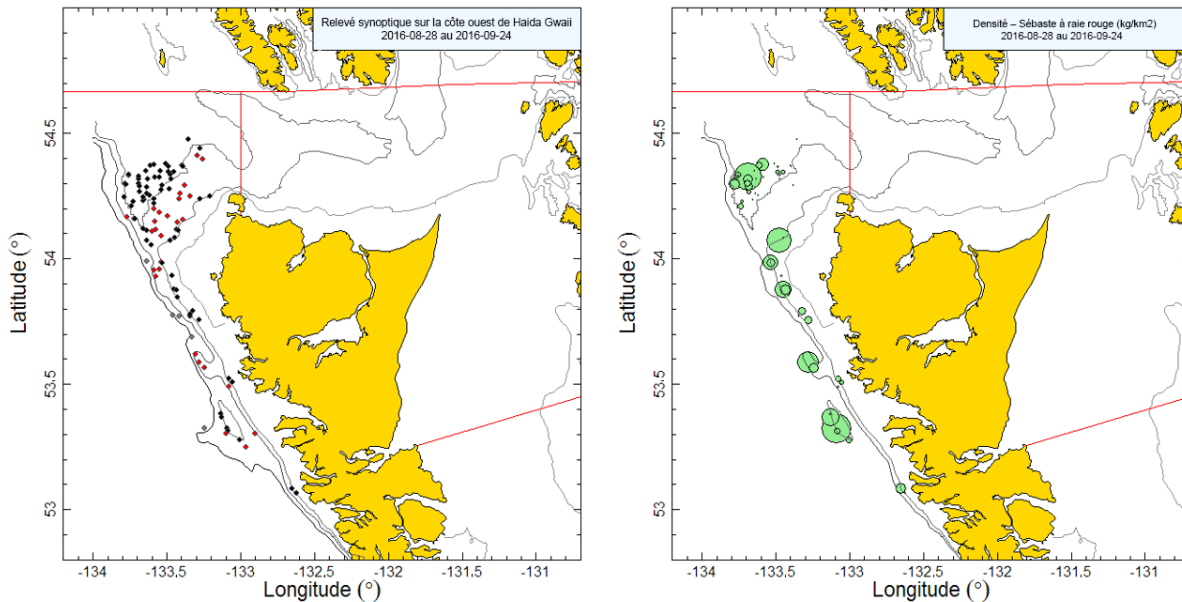 Relevé synoptique sur la côte ouest de Haida Gwaii
2016-08-28 au 2016-09-24
54.5
54
53.5
53
Latitude (°)
-134
-133.5
-133
-132.5
-132
-131.5
-131
Longitude (°)
Densité – Sébaste à raie rouge (kg/km2)
2016-08-28 au 2016-09-24
54.5
54
53.5
53
Latitude (°)
-134
-133.5
-133
-132.5
-132
-131.5
-131
Longitude (°)